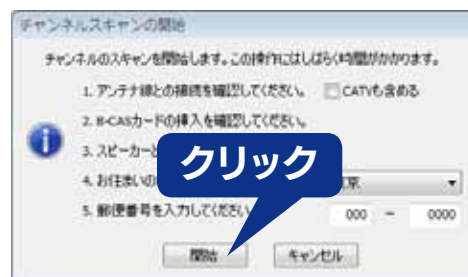 チャンネルスキャンの開始
チャンネルのスキャンを開始します。この操作にはしばらく時間がかかります。
1. アンテナ線との接続を確認してください。 CATVも含める
2. B-CASカードの挿入を確認してください。
3. スピーカーと
クリック
4. お住まいの 京
5. 郵便番号を入力してください 000 - 0000
開始 キャンセル